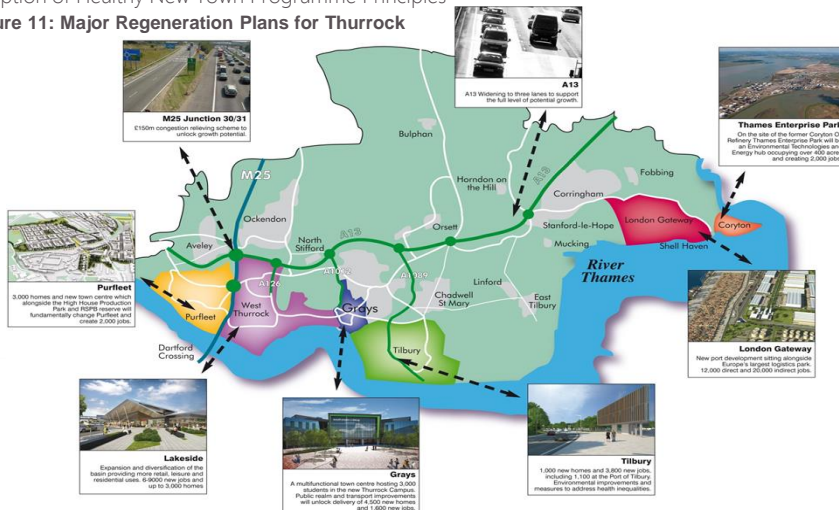 ption of Healthy New Town Programme Principles
ure 11: Major Regeneration Plans for Thurrock
M25 Junction 30/31
£150m congestion relieving scheme to
unlock growth potential.
A13
A13 Widening to three lanes to support
the full level of potential growth.
Thames Enterprise Park
On the site of the former Coryton O
Refinery Thames Enterprise Park will b
an Environmental Technologies an
Energy hub occupying over 400 acre
and creating 2,000 jobs
Bulphan
Horndon on
the Hill
Fobbing
Corringham
A13
M25
Ockendon
Aveley
North
Stifford
A13
Orsett
Stanford-le-Hope
London Gateway
Coryton
Mucking
Shell Haven
River
Thames
A126
A1012
A1089
Linford
West
Thurrock
Grays
Chadwell
St Mary
East
Tilbury
Purfleet
Tilbury
Dartford
Crossing
Purfleet
3,000 homes and new town centre which
alongside the High House Production
Park and RSPB reserve will
fundamentally change Purfleet and
create 2,000 jobs.
London Gateway
New port development sitting alongside
Europe's largest logistics park.
12,000 direct and 20,000 indirect jobs.
Lakeside
Expansion and diversification of the
basin providing more retail, leisure and
residential uses. 6-9000 new jobs and
up to 3,000 homes
Grays
A multifunctional town centre hosting 3,000
students in the new Thurrock Campus.
Public realm and transport improvements
will unlock delivery of 4,500 new homes
and 1,600 new jobs.
Tilbury
1,000 new homes and 3,800 new jobs,
including 1,100 at the Port of Tilbury.
Environmental improvements and
measures to address health inequalities.